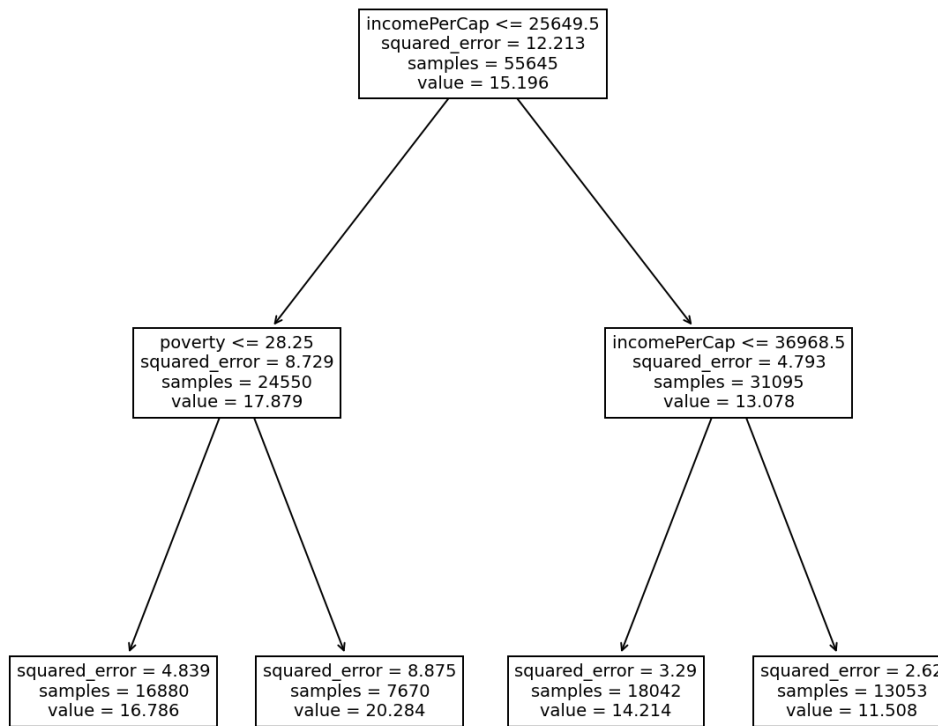 incomePerCap <= 25649.5
squared_error = 12.213
samples = 55645
value = 15.196
poverty <= 28.25
squared_error = 8.729
samples = 24550
value = 17.879
incomePerCap <= 36968.5
squared_error = 4.793
samples = 31095
value = 13.078
squared_error = 4.839
samples = 16880
value = 16.786
squared_error = 8.875
samples = 7670
value = 20.284
squared_error = 3.29
samples = 18042
value = 14.214
squared_error = 2.62
samples = 13053
value = 11.508